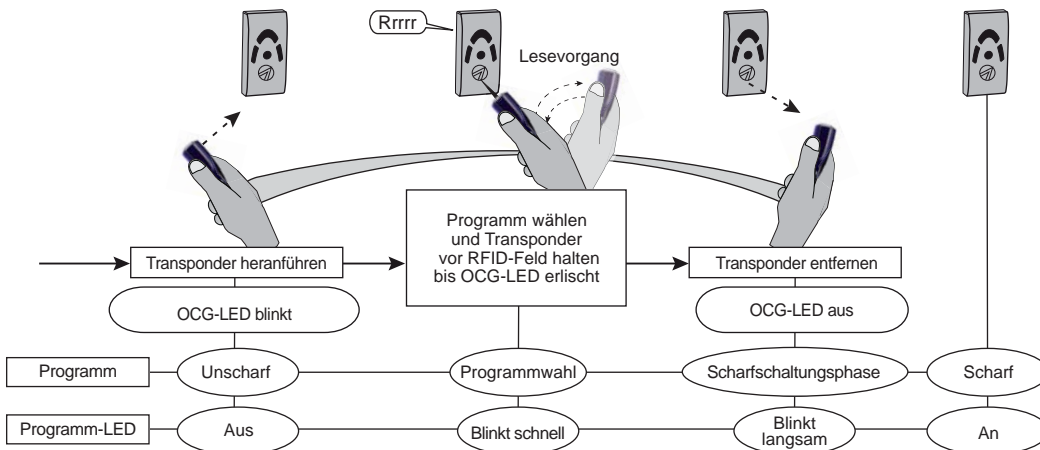 Rrrrr
Lesevorgang
Programm wählen
und Transponder
vor RFID-Feld halten
bis OCG-LED erlischt
Transponder heranführen
Transponder entfernen
OCG-LED blinkt
OCG-LED aus
Programm
Unscharf
Programmwahl
Scharfschaltungsphase
Scharf
Programm-LED
Aus
Blinkt schnell
Blinkt
langsam
An